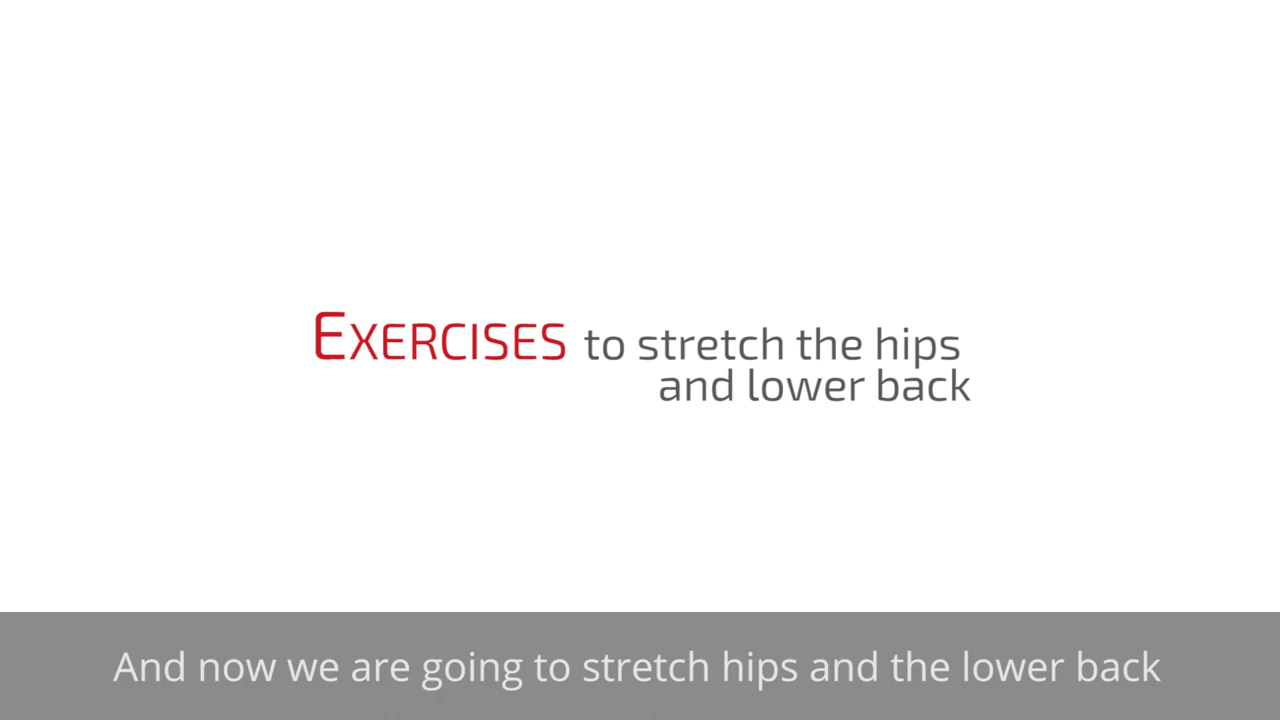 Exercises to stretch the hips
and lower back
And now we are going to stretch hips and the lower back